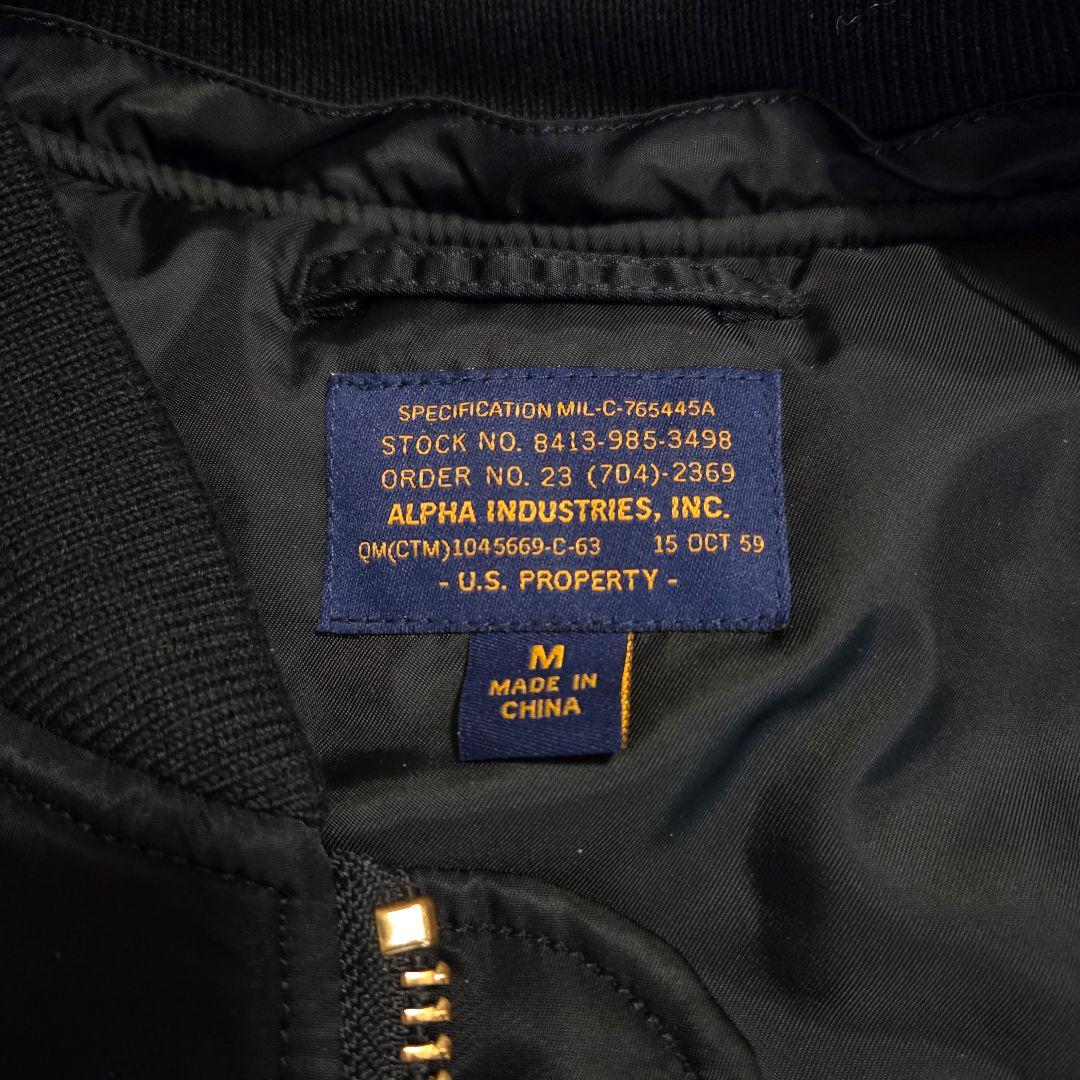 SPECIFICATION MIL-C-765445A
STOCK NO. 8413-985-3498
ORDER NO. 23 (704)-2369
ALPHA INDUSTRIES, INC.
QM(CTM)1045669-C-63 15 OCT 59
- U.S. PROPERTY -
M
MADE IN
CHINA